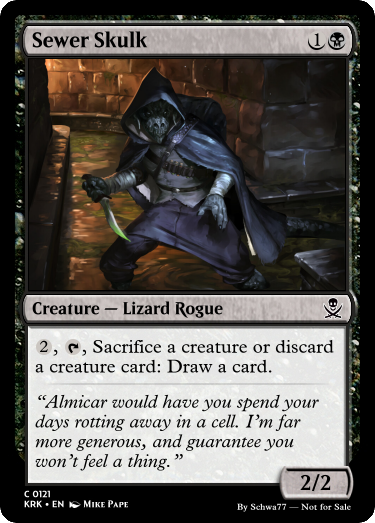 Sewer Skulk 1
Creature — Lizard Rogue
2, , Sacrifice a creature or discard
a creature card: Draw a card.
“Almicar would have you spend your
days rotting away in a cell. I’m far
more generous, and guarantee you
won’t feel a thing.”
2/2
C 0121
KRK • EN Mike Pape
By Schwa77 — Not for Sale